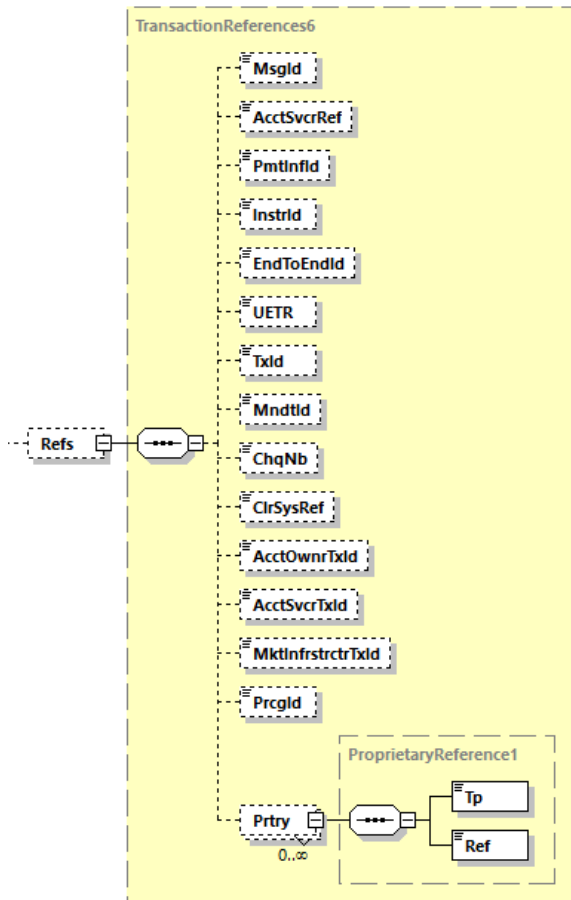 TransactionReferences6
MsgId
AcctSvcrRef
PmtInfId
InstrId
EndToEndId
UETR
TxId
MndtId
Refs
ChqNb
ClrSysRef
AcctOwnrTxId
AcctSvcrTxId
MktInfrstrctrTxId
PrcgId
ProprietaryReference1
Tp
Prtry
0..∞
Ref